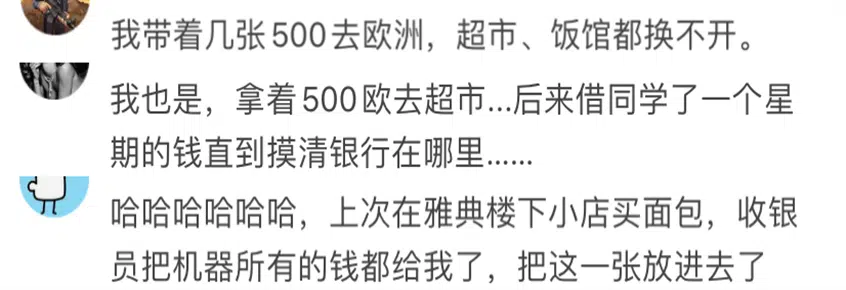 我带着几张500去欧洲，超市、饭馆都换不开。
我也是，拿着500欧去超市...后来借同学了一个星
期的钱直到摸清银行在哪里......
哈哈哈哈哈哈，上次在雅典楼下小店买面包，收银
员把机器所有的钱都给我了，把这一张放进去了